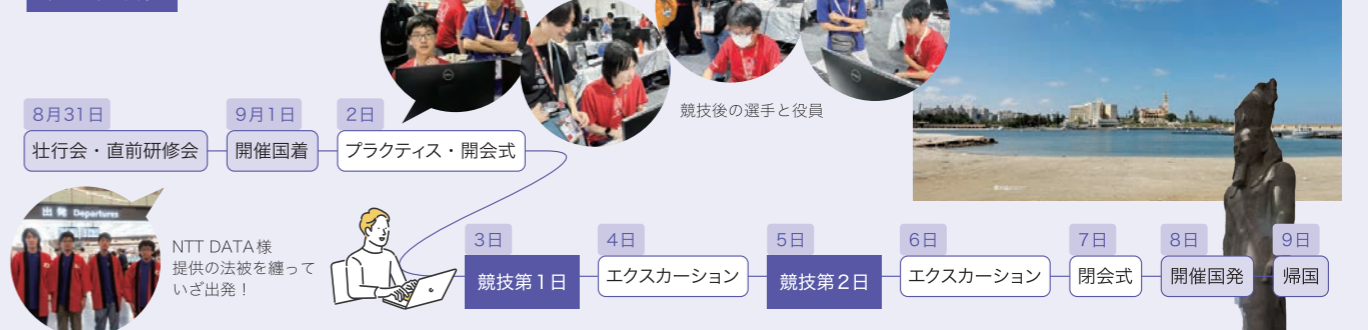 競技後の選手と役員
8月31日
壮行会・直前研修会
9月1日
開催国着
2日
プラクティス・開会式
出発 Departures
NTT DATA様
提供の法被を纏って
いざ出発！
3日
競技第1日
4日
エクスカーション
5日
競技第2日
6日
エクスカーション
7日
閉会式
8日
開催国発
9日
帰国